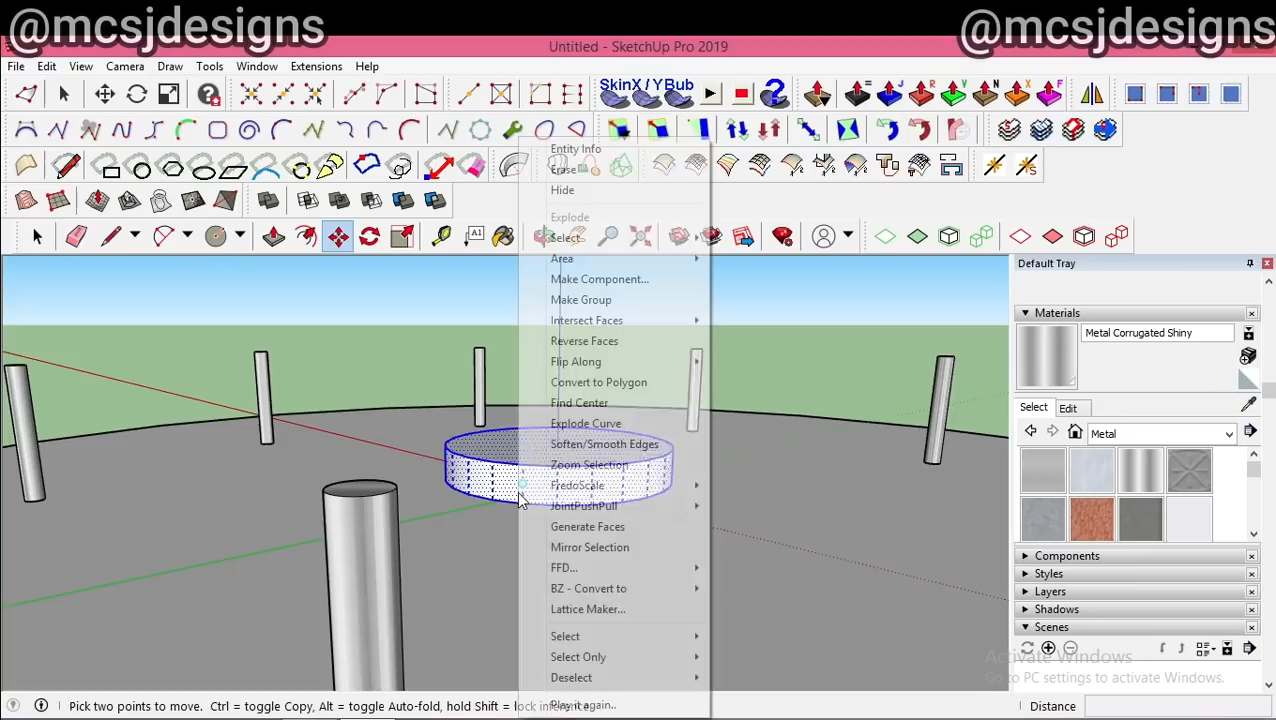 @mcsjdesigns
@mcsjdesigns
Untitled - SketchUp Pro 2019
File Edit View Camera Draw Tools Window Extensions Help
SkinX / YBub
A1
Entity Info
Erase
Hide
Explode
Select
Area
Make Component...
Make Group
Intersect Faces
Reverse Faces
Flip Along
Convert to Polygon
Find Center
Explode Curve
Soften/Smooth Edges
Zoom Selection
FredoScale
JointPushPull
Generate Faces
Mirror Selection
FFD...
BZ - Convert to
Lattice Maker...
Select
Select Only
Deselect
Play it again..
Default Tray
Materials
Metal Corrugated Shiny
Select Edit
Metal
Components
Styles
Layers
Shadows
Scenes
Activate Windows
Go to PC settings to activate Windows.
Pick two points to move. Ctrl = toggle Copy, Alt = toggle Auto-fold, hold Shift = lock inference.
Distance